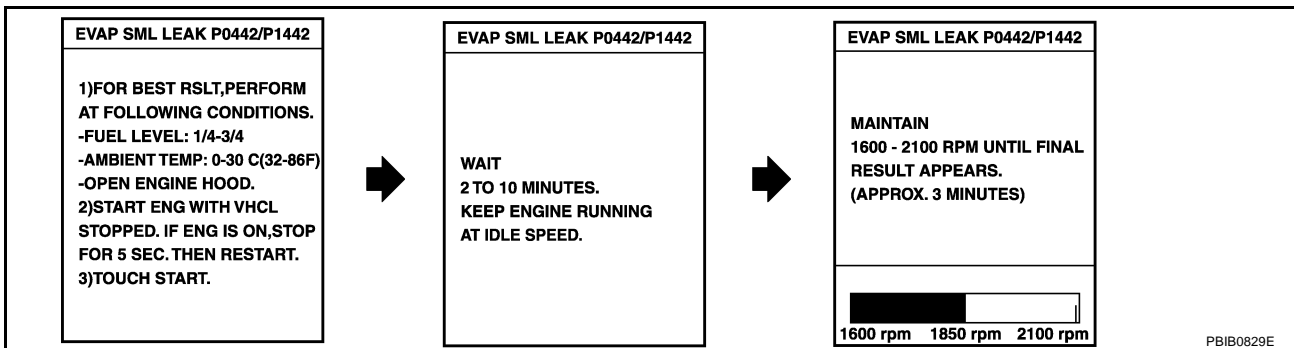 EVAP SML LEAK P0442/P1442
1)FOR BEST RSLT,PERFORM
AT FOLLOWING CONDITIONS.
-FUEL LEVEL: 1/4-3/4
-AMBIENT TEMP: 0-30 C(32-86F)
-OPEN ENGINE HOOD.
2)START ENG WITH VHCL
STOPPED. IF ENG IS ON,STOP
FOR 5 SEC. THEN RESTART.
3)TOUCH START.
EVAP SML LEAK P0442/P1442
WAIT
2 TO 10 MINUTES.
KEEP ENGINE RUNNING
AT IDLE SPEED.
EVAP SML LEAK P0442/P1442
MAINTAIN
1600 - 2100 RPM UNTIL FINAL
RESULT APPEARS.
(APPROX. 3 MINUTES)
1600 rpm 1850 rpm 2100 rpm
PBIB0829E